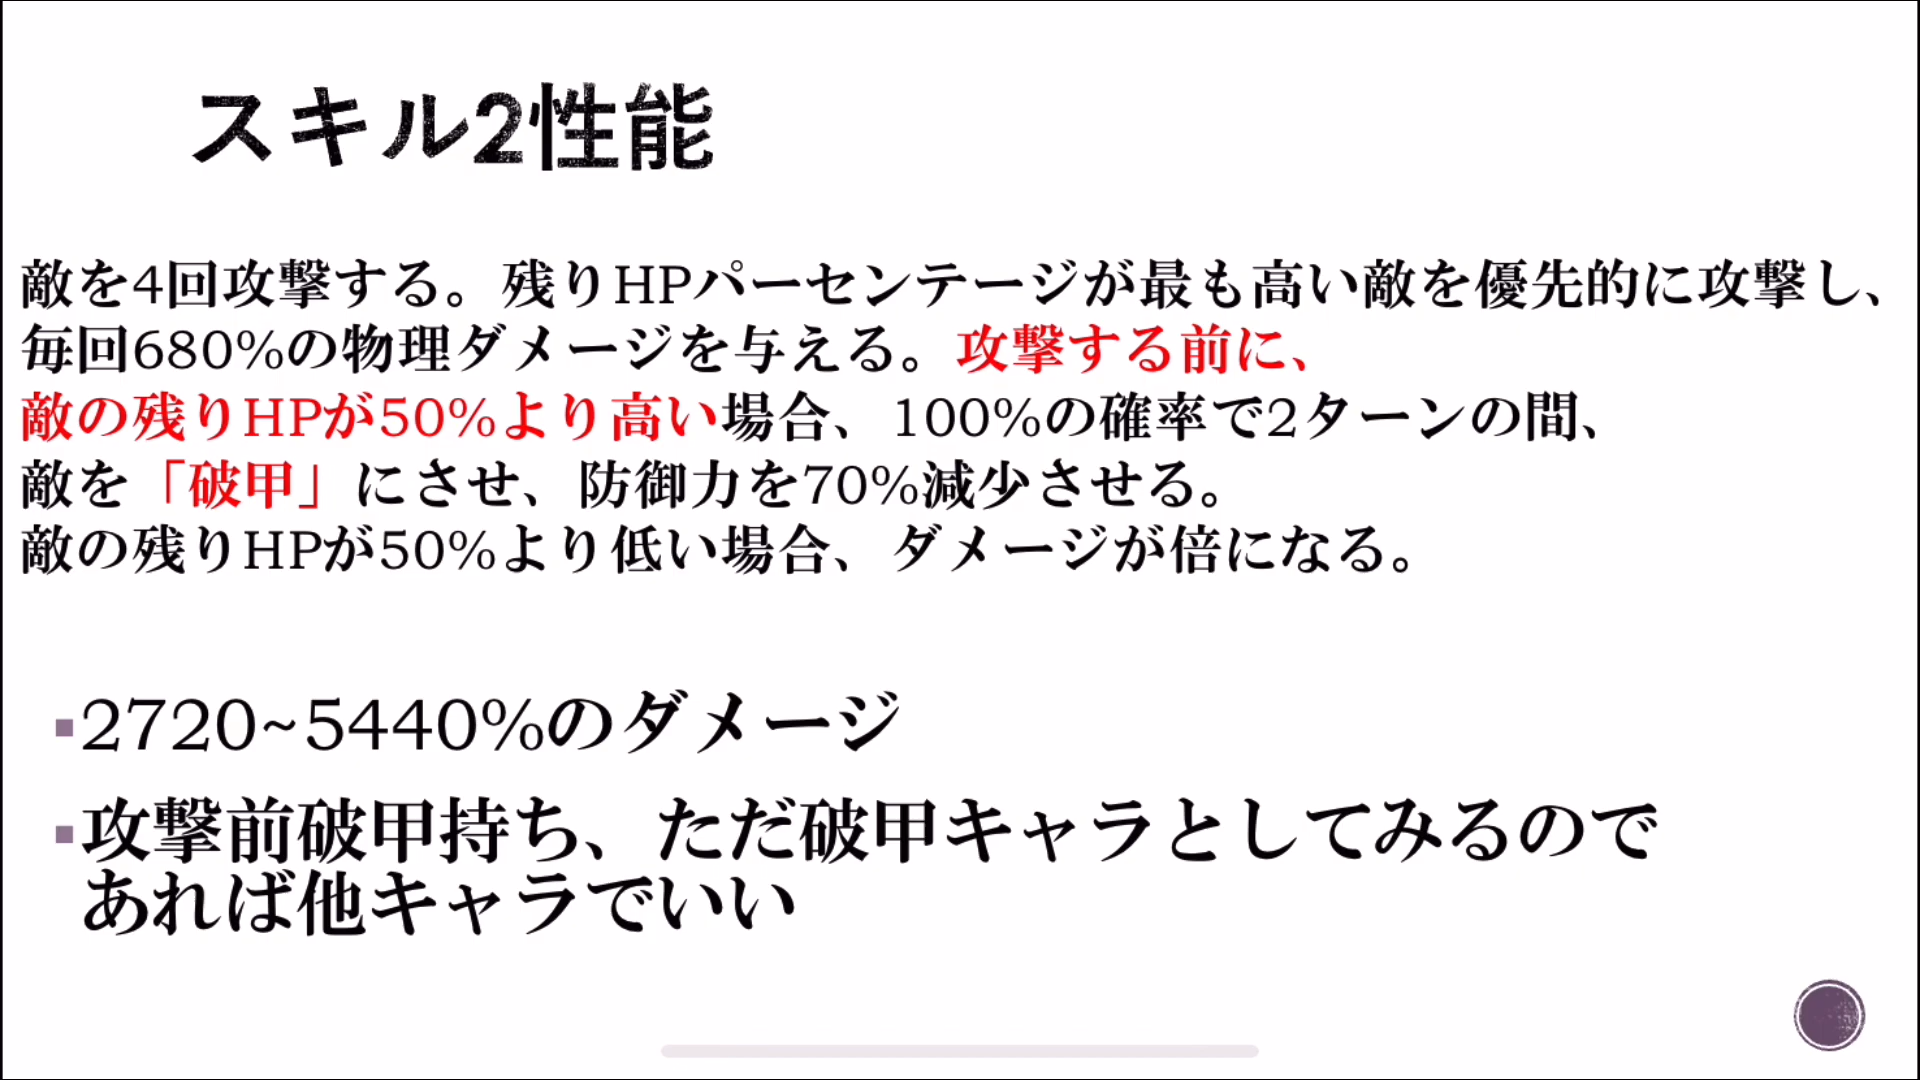 スキル2性能
敵を4回攻撃する。残りHPパーセンテージが最も高い敵を優先的に攻撃し、
毎回680%の物理ダメージを与える。攻撃する前に、
敵の残りHPが50%より高い場合、100%の確率で2ターンの間、
敵を「破甲」にさせ、防御力を70%減少させる。
敵の残りHPが50%より低い場合、ダメージが倍になる。
▪2720~5440%のダメージ
▪攻撃前破甲持ち、ただ破甲キャラとしてみるので
あれば他キャラでいい